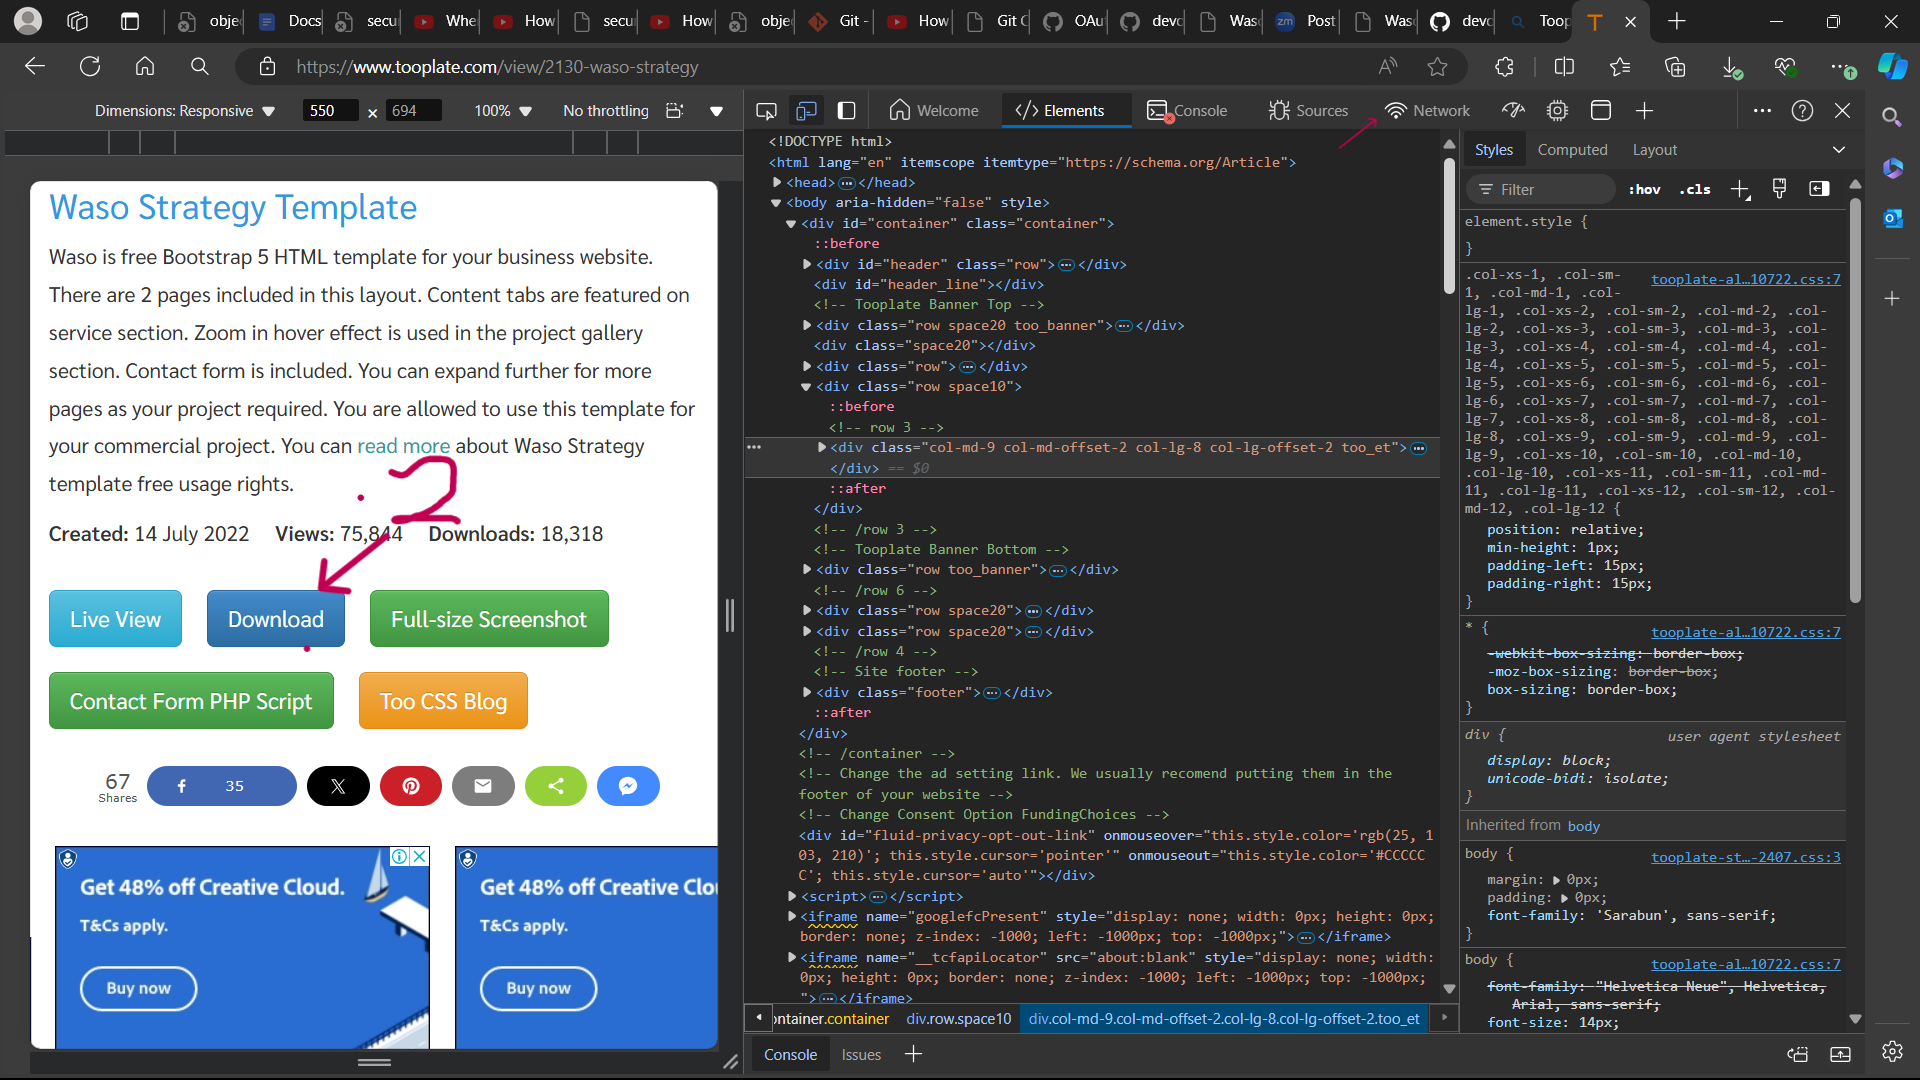 obje
Docs
secu
Whe
How
secu
How
obje
Git -
How
Git C
OAu
devc
Was
zm
Post
Was
devc
Toop
https://www.tooplate.com/view/2130-waso-strategy
Dimensions: Responsive
550 × 694
100%
No throttling
Welcome
</> Elements
Console
Sources
Network
Waso Strategy Template
Waso is free Bootstrap 5 HTML template for your business website.
There are 2 pages included in this layout. Content tabs are featured on
service section. Zoom in hover effect is used in the project gallery
section. Contact form is included. You can expand further for more
pages as your project required. You are allowed to use this template for
your commercial project. You can read more about Waso Strategy
template free usage rights.
2
Created: 14 July 2022 Views: 75,844 Downloads: 18,318
Live View
Download
Full-size Screenshot
Contact Form PHP Script
Too CSS Blog
67
Shares
35
Get 48% off Creative Cloud.
T&Cs apply.
Buy now
Get 48% off Creative Clou
T&Cs apply.
Buy now
<!DOCTYPE html>
<html lang="en" itemscope itemtype="https://schema.org/Article">
<head>…</head>
<body aria-hidden="false" style>
<div id="container" class="container">
::before
<div id="header" class="row">…</div>
<div id="header_line"></div>
<!-- Tooplate Banner Top -->
<div class="row space20 too_banner">…</div>
<div class="space20"></div>
<div class="row">…</div>
<div class="row space10">
::before
<!-- row 3 -->
<div class="col-md-9 col-md-offset-2 col-lg-8 col-lg-offset-2 too_et">…
</div> == $0
::after
</div>
<!-- /row 3 -->
<!-- Tooplate Banner Bottom -->
<div class="row too_banner">…</div>
<!-- /row 6 -->
<div class="row space20">…</div>
<div class="row space20">…</div>
<!-- /row 4 -->
<!-- Site footer -->
<div class="footer">…</div>
::after
</div>
<!-- /container -->
<!-- Change the ad setting link. We usually recomend putting them in the
footer of your website -->
<!-- Change Consent Option FundingChoices -->
<div id="fluid-privacy-opt-out-link" onmouseover="this.style.color='rgb(25, 1
03, 210)'; this.style.cursor='pointer'" onmouseout="this.style.color='#CCCCC
C'; this.style.cursor='auto'"></div>
<script>…</script>
<iframe name="googlefcPresent" style="display: none; width: 0px; height: 0px;
border: none; z-index: -1000; left: -1000px; top: -1000px;">…</iframe>
<iframe name="__tcfapiLocator" src="about:blank" style="display: none; width:
0px; height: 0px; border: none; z-index: -1000; left: -1000px; top: -1000px;
">…</iframe>
ontainer.container
div.row.space10
div.col-md-9.col-md-offset-2.col-lg-8.col-lg-offset-2.too_et
Console
Issues
Styles
Computed
Layout
Filter
:hov
.cls
element.style {
}
.col-xs-1, .col-sm- tooplate-al…10722.css:7
1, .col-md-1, .col-
lg-1, .col-xs-2, .col-sm-2, .col-md-2, .col-
lg-2, .col-xs-3, .col-sm-3, .col-md-3, .col-
lg-3, .col-xs-4, .col-sm-4, .col-md-4, .col-
lg-4, .col-xs-5, .col-sm-5, .col-md-5, .col-
lg-5, .col-xs-6, .col-sm-6, .col-md-6, .col-
lg-6, .col-xs-7, .col-sm-7, .col-md-7, .col-
lg-7, .col-xs-8, .col-sm-8, .col-md-8, .col-
lg-8, .col-xs-9, .col-sm-9, .col-md-9, .col-
lg-9, .col-xs-10, .col-sm-10, .col-md-10,
.col-lg-10, .col-xs-11, .col-sm-11, .col-md-
11, .col-lg-11, .col-xs-12, .col-sm-12, .col-
md-12, .col-lg-12 {
position: relative;
min-height: 1px;
padding-left: 15px;
padding-right: 15px;
}
* { tooplate-al…10722.css:7
-webkit-box-sizing: border-box;
-moz-box-sizing: border-box;
box-sizing: border-box;
}
div { user agent stylesheet
display: block;
unicode-bidi: isolate;
}
Inherited from body
body { tooplate-st…-2407.css:3
margin: 0px;
padding: 0px;
font-family: 'Sarabun', sans-serif;
}
body { tooplate-al…10722.css:7
font-family: "Helvetica Neue", Helvetica,
Arial, sans-serif;
font-size: 14px;